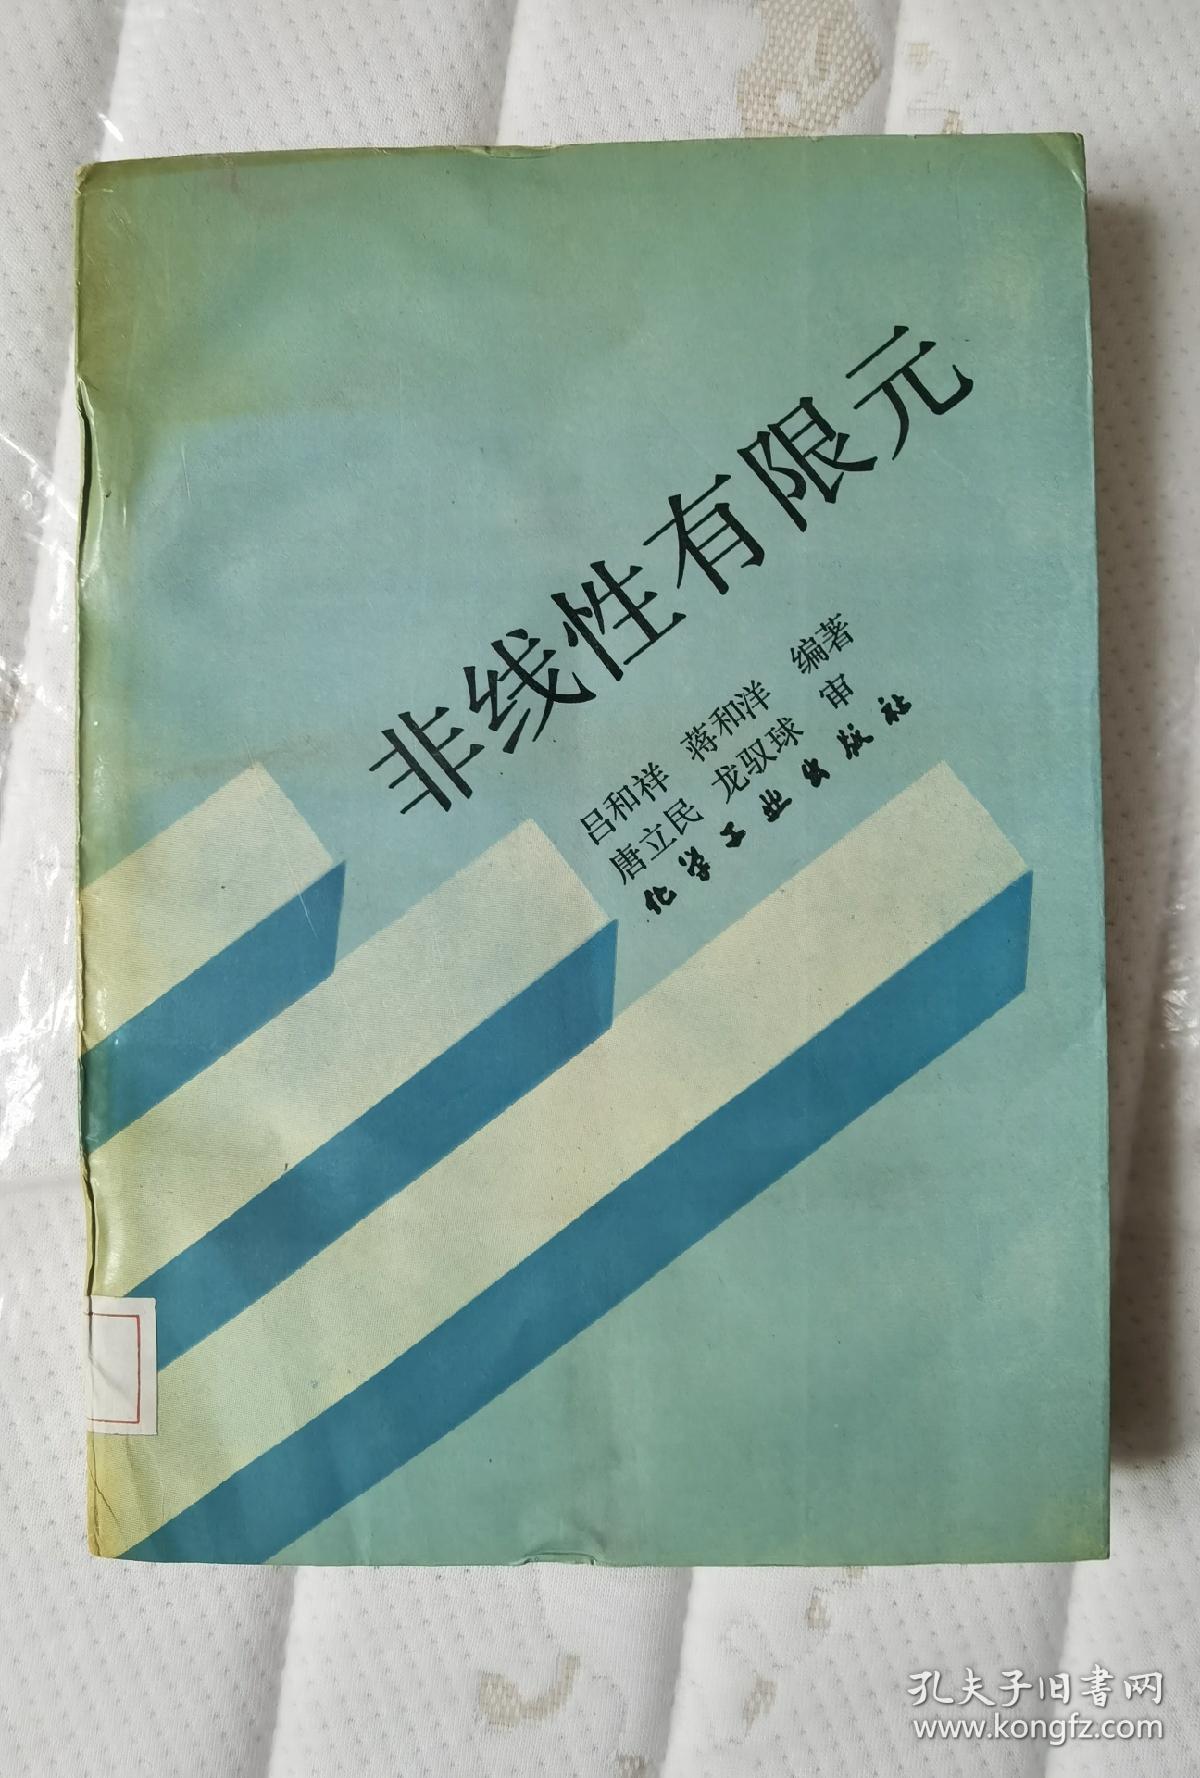 非线性有限元
吕和祥 蒋和洋 编著
唐立民 龙驭球 审
化学工业出版社
孔夫子旧书网
www.kongfz.com